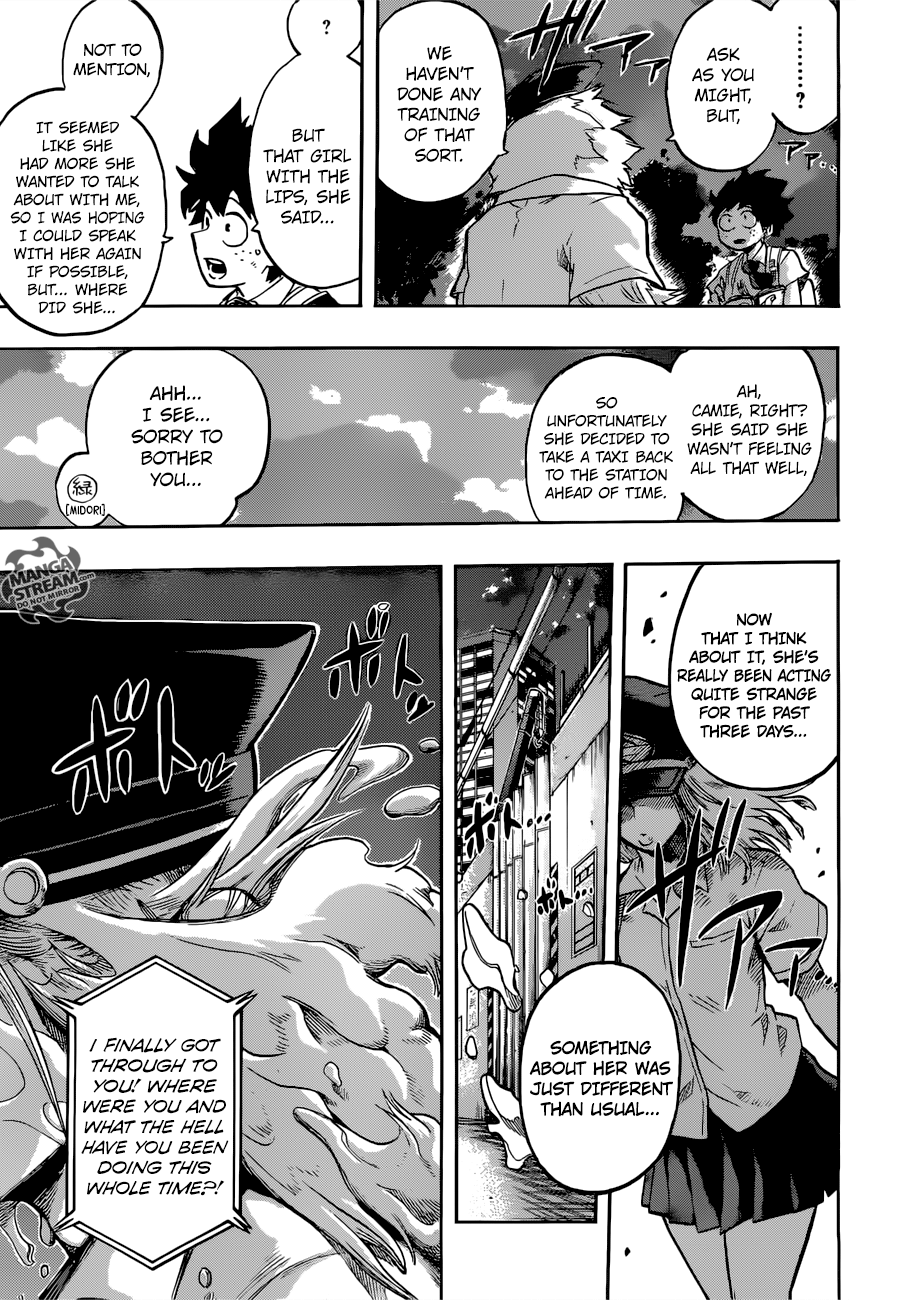 .........
?
ASK
AS YOU
MIGHT,
BUT,
アァ...
アァ
WE
HAVEN'T
DONE ANY
TRAINING
OF THAT
SORT.
?
BUT
THAT GIRL
WITH THE
LIPS, SHE
SAID...
NOT TO
MENTION,
IT SEEMED
LIKE SHE
HAD MORE SHE
WANTED TO TALK
ABOUT WITH ME,
SO I WAS HOPING
I COULD SPEAK
WITH HER AGAIN
IF POSSIBLE,
BUT... WHERE
DID SHE...
AH,
CAMIE, RIGHT?
SHE SAID SHE
WASN'T FEELING
ALL THAT WELL,
SO
UNFORTUNATELY
SHE DECIDED TO
TAKE A TAXI BACK
TO THE STATION
AHEAD OF TIME.
AHH...
I SEE...
SORRY TO
BOTHER
YOU...
緑
[MIDORI]
NOW
THAT I THINK
ABOUT IT, SHE'S
REALLY BEEN ACTING
QUITE STRANGE
FOR THE PAST
THREE DAYS...
ザァアァ...
SOMETHING
ABOUT HER WAS
JUST DIFFERENT
THAN USUAL...
ボト...
ボト...
ボトッ
ボトッ
MANGA
STREAM.com
DO NOT MIRROR
I FINALLY GOT
THROUGH TO
YOU! WHERE
WERE YOU AND
WHAT THE HELL
HAVE YOU BEEN
DOING THIS
WHOLE TIME?!